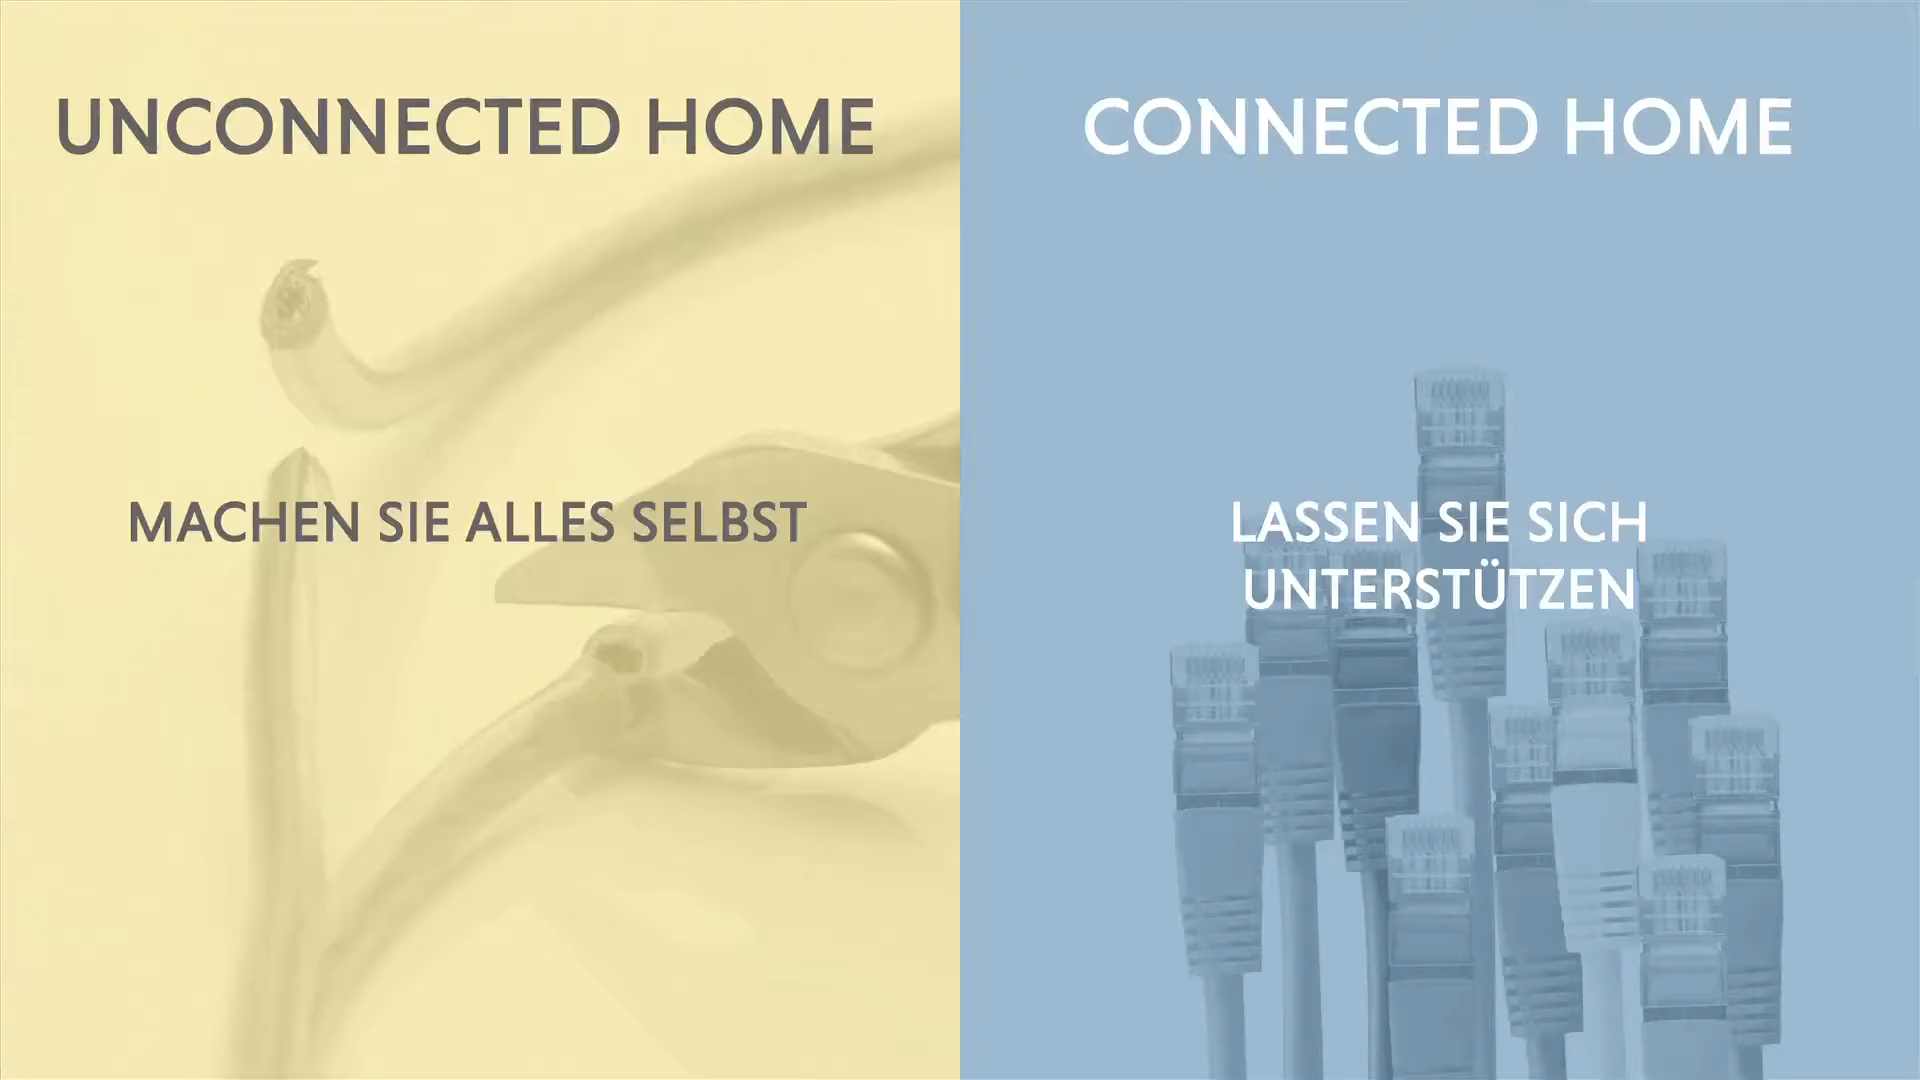 UNCONNECTED HOME
MACHEN SIE ALLES SELBST
CONNECTED HOME
LASSEN SIE SICH
UNTERSTÜTZEN